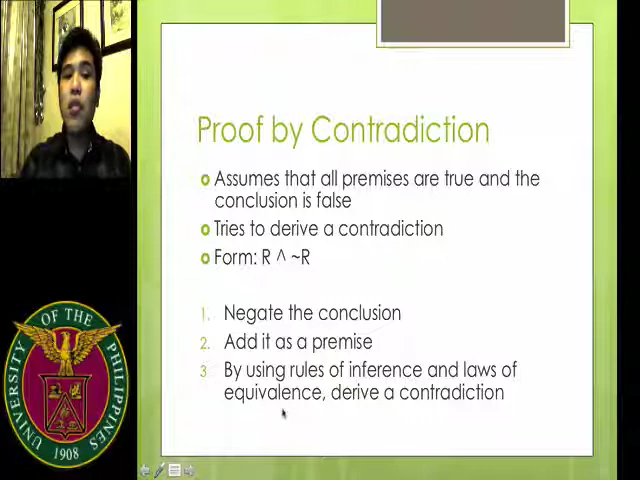 Proof by Contradiction
Assumes that all premises are true and the
conclusion is false
Tries to derive a contradiction
Form: R ^ ~R
1. Negate the conclusion
2. Add it as a premise
3. By using rules of inference and laws of
equivalence, derive a contradiction
UNIVERSITY OF THE PHILIPPINES
1908